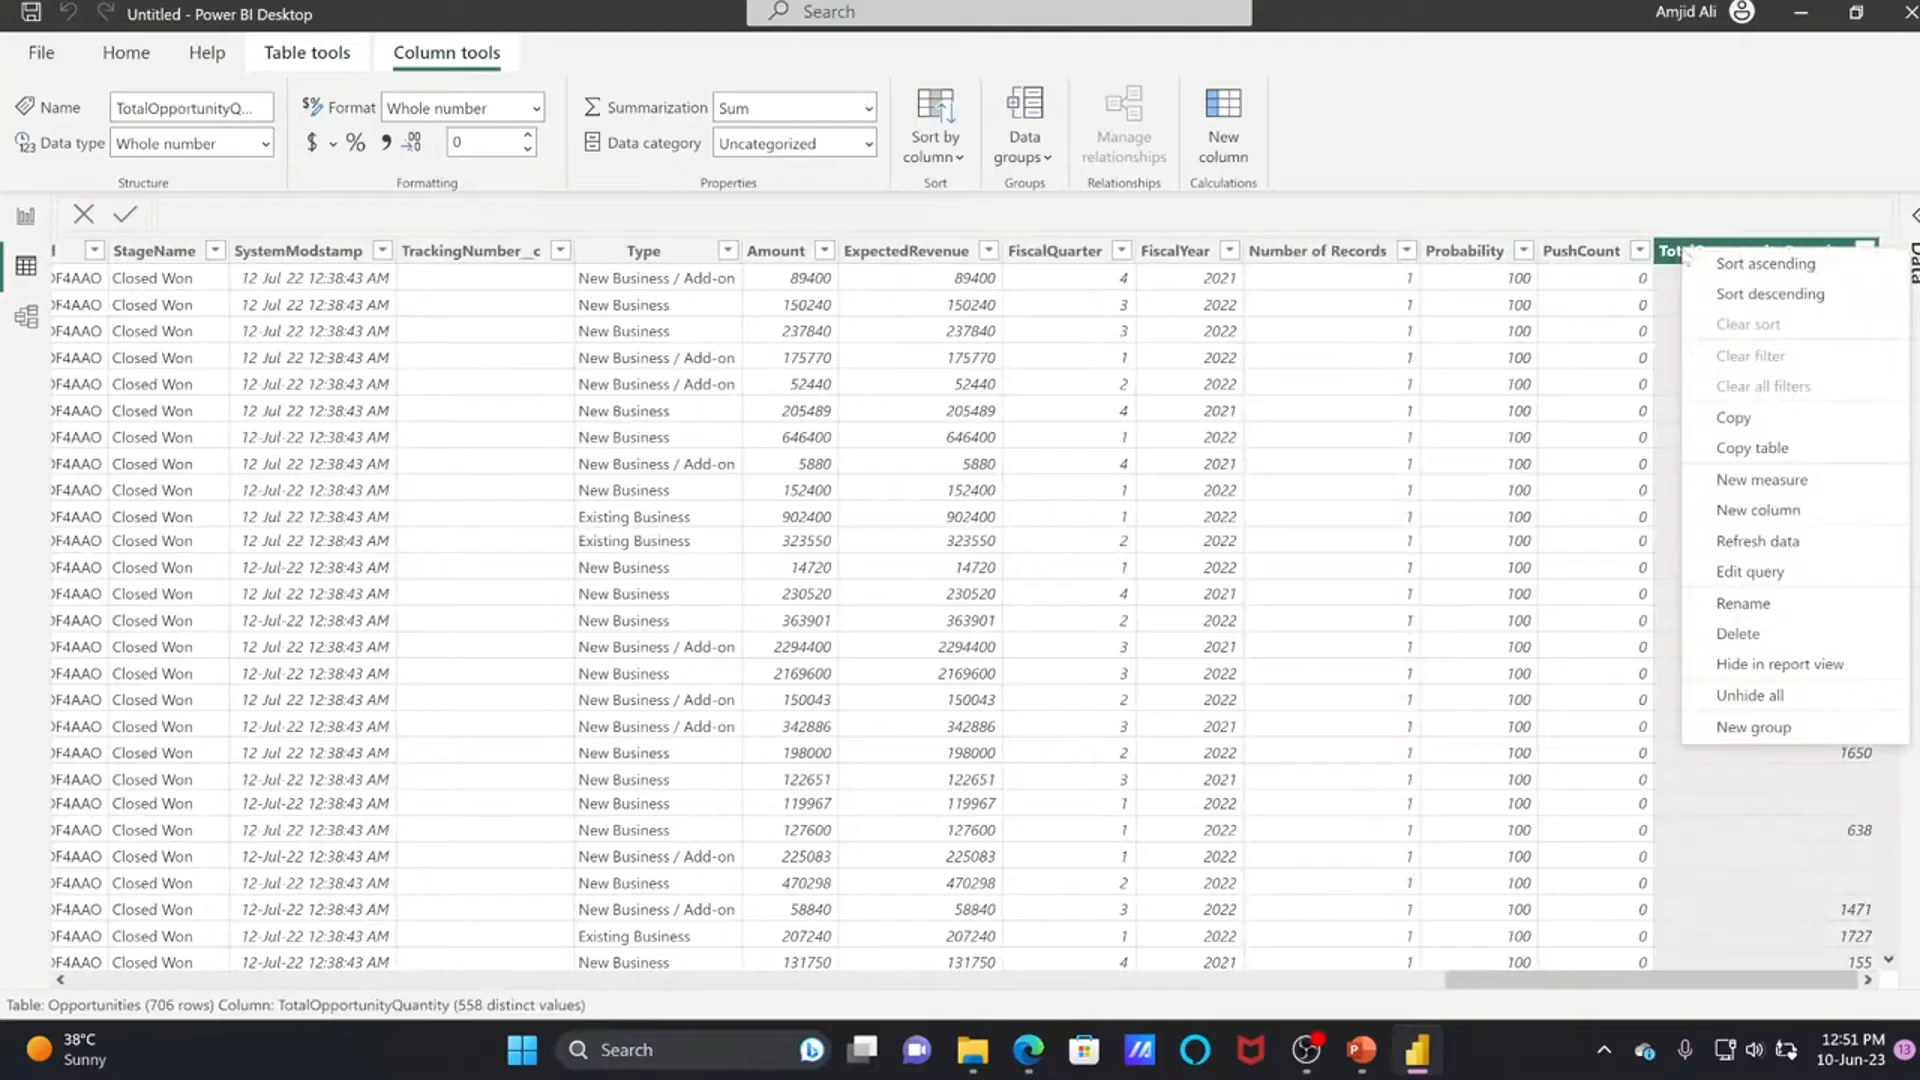 Untitled - Power BI Desktop
Search
Amjid Ali
File Home Help Table tools Column tools
Name TotalOpportunityQ...
Data type Whole number
Structure
Format Whole number
$ % 9 .00 0
Formatting
Summarization Sum
Data category Uncategorized
Properties
Sort by column
Sort
Data groups
Groups
Manage relationships
Relationships
New column
Calculations
Data
StageName SystemModstamp TrackingNumber__c Type Amount ExpectedRevenue FiscalQuarter FiscalYear Number of Records Probability PushCount
DF4AAO Closed Won 12 Jul 22 12:38:43 AM New Business / Add-on 89400 89400 4 2021 1 100 0
DF4AAO Closed Won 12 Jul 22 12:38:43 AM New Business 150240 150240 3 2022 1 100 0
DF4AAO Closed Won 12 Jul 22 12:38:43 AM New Business 237840 237840 3 2022 1 100 0
DF4AAO Closed Won 12 Jul 22 12:38:43 AM New Business / Add-on 175770 175770 1 2022 1 100 0
DF4AAO Closed Won 12 Jul 22 12:38:43 AM New Business / Add-on 52440 52440 2 2022 1 100 0
DF4AAO Closed Won 12 Jul 22 12:38:43 AM New Business 205489 205489 4 2021 1 100 0
DF4AAO Closed Won 12-Jul-22 12:38:43 AM New Business 646400 646400 1 2022 1 100 0
DF4AAO Closed Won 12 Jul 22 12:38:43 AM New Business / Add-on 5880 5880 4 2021 1 100 0
DF4AAO Closed Won 12-Jul-22 12:38:43 AM New Business 152400 152400 1 2022 1 100 0
DF4AAO Closed Won 12 Jul 22 12:38:43 AM Existing Business 902400 902400 1 2022 1 100 0
DF4AAO Closed Won 12 Jul 22 12:38:43 AM Existing Business 323550 323550 2 2022 1 100 0
DF4AAO Closed Won 12-Jul-22 12:38:43 AM New Business 14720 14720 1 2022 1 100 0
DF4AAO Closed Won 12-Jul-22 12:38:43 AM New Business 230520 230520 4 2021 1 100 0
DF4AAO Closed Won 12-Jul-22 12:38:43 AM New Business 363901 363901 2 2022 1 100 0
DF4AAO Closed Won 12-Jul-22 12:38:43 AM New Business / Add-on 2294400 2294400 3 2021 1 100 0
DF4AAO Closed Won 12-Jul-22 12:38:43 AM New Business 2169600 2169600 3 2022 1 100 0
DF4AAO Closed Won 12-Jul-22 12:38:43 AM New Business / Add-on 150043 150043 2 2022 1 100 0
DF4AAO Closed Won 12-Jul-22 12:38:43 AM New Business / Add-on 342886 342886 3 2021 1 100 0
DF4AAO Closed Won 12 Jul 22 12:38:43 AM New Business 198000 198000 2 2022 1 100 0 1650
DF4AAO Closed Won 12-Jul-22 12:38:43 AM New Business 122651 122651 3 2021 1 100 0
DF4AAO Closed Won 12-Jul-22 12:38:43 AM New Business 119967 119967 1 2022 1 100 0
DF4AAO Closed Won 12-Jul-22 12:38:43 AM New Business 127600 127600 1 2022 1 100 0 638
DF4AAO Closed Won 12-Jul-22 12:38:43 AM New Business / Add-on 225083 225083 1 2022 1 100 0
DF4AAO Closed Won 12-Jul-22 12:38:43 AM New Business 470298 470298 2 2022 1 100 0
DF4AAO Closed Won 12-Jul-22 12:38:43 AM New Business / Add-on 58840 58840 3 2022 1 100 0 1471
DF4AAO Closed Won 12-Jul-22 12:38:43 AM Existing Business 207240 207240 1 2022 1 100 0 1727
DF4AAO Closed Won 12-Jul-22 12:38:43 AM New Business 131750 131750 4 2021 1 100 0 155
Sort ascending
Sort descending
Clear sort
Clear filter
Clear all filters
Copy
Copy table
New measure
New column
Refresh data
Edit query
Rename
Delete
Hide in report view
Unhide all
New group
Table: Opportunities (706 rows) Column: TotalOpportunityQuantity (558 distinct values)
38°C
Sunny
Search
12:51 PM
10-Jun-23
13